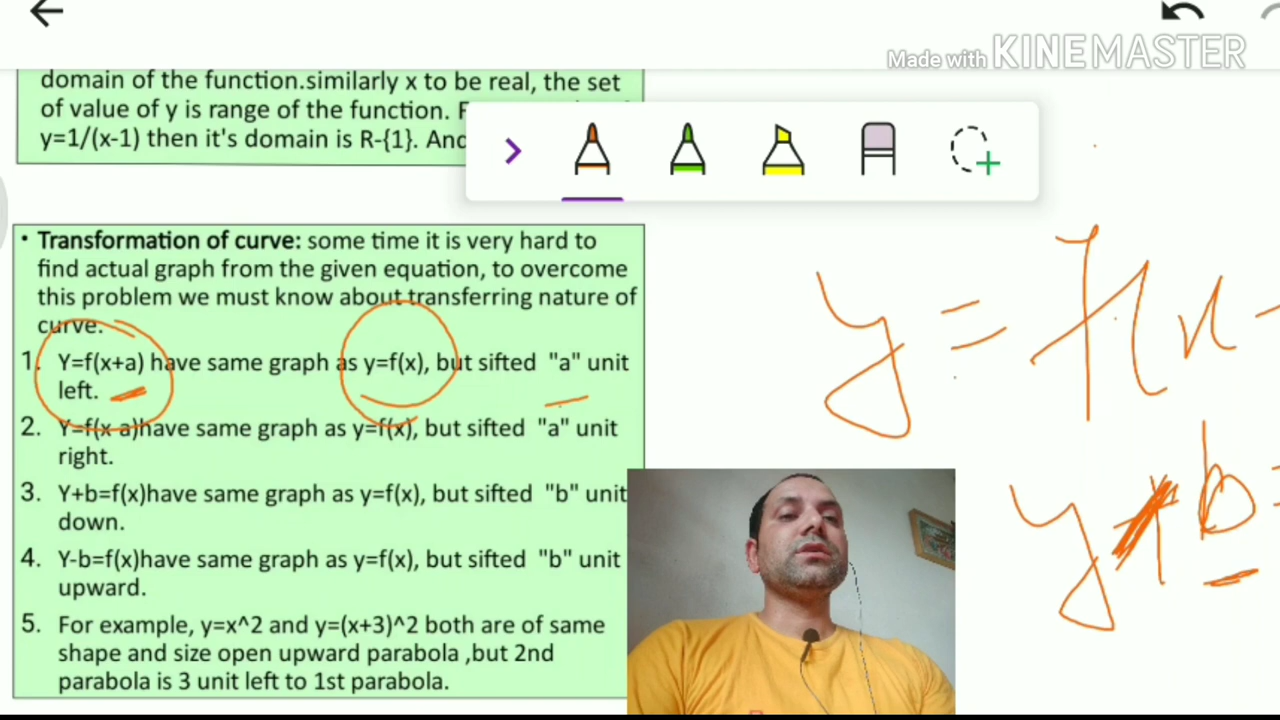 Made with KINEMASTER
domain of the function.similarly x to be real, the set
of value of y is range of the function.
y=1/(x-1) then it's domain is R-{1}. And
• Transformation of curve: some time it is very hard to
find actual graph from the given equation, to overcome
this problem we must know about transferring nature of
curve.
1. Y=f(x+a) have same graph as y=f(x), but sifted "a" unit
left.
2. Y=f(x-a)have same graph as y=f(x), but sifted "a" unit
right.
3. Y+b=f(x)have same graph as y=f(x), but sifted "b" unit
down.
4. Y-b=f(x)have same graph as y=f(x), but sifted "b" unit
upward.
5. For example, y=x^2 and y=(x+3)^2 both are of same
shape and size open upward parabola ,but 2nd
parabola is 3 unit left to 1st parabola.
y = f(x
y b =